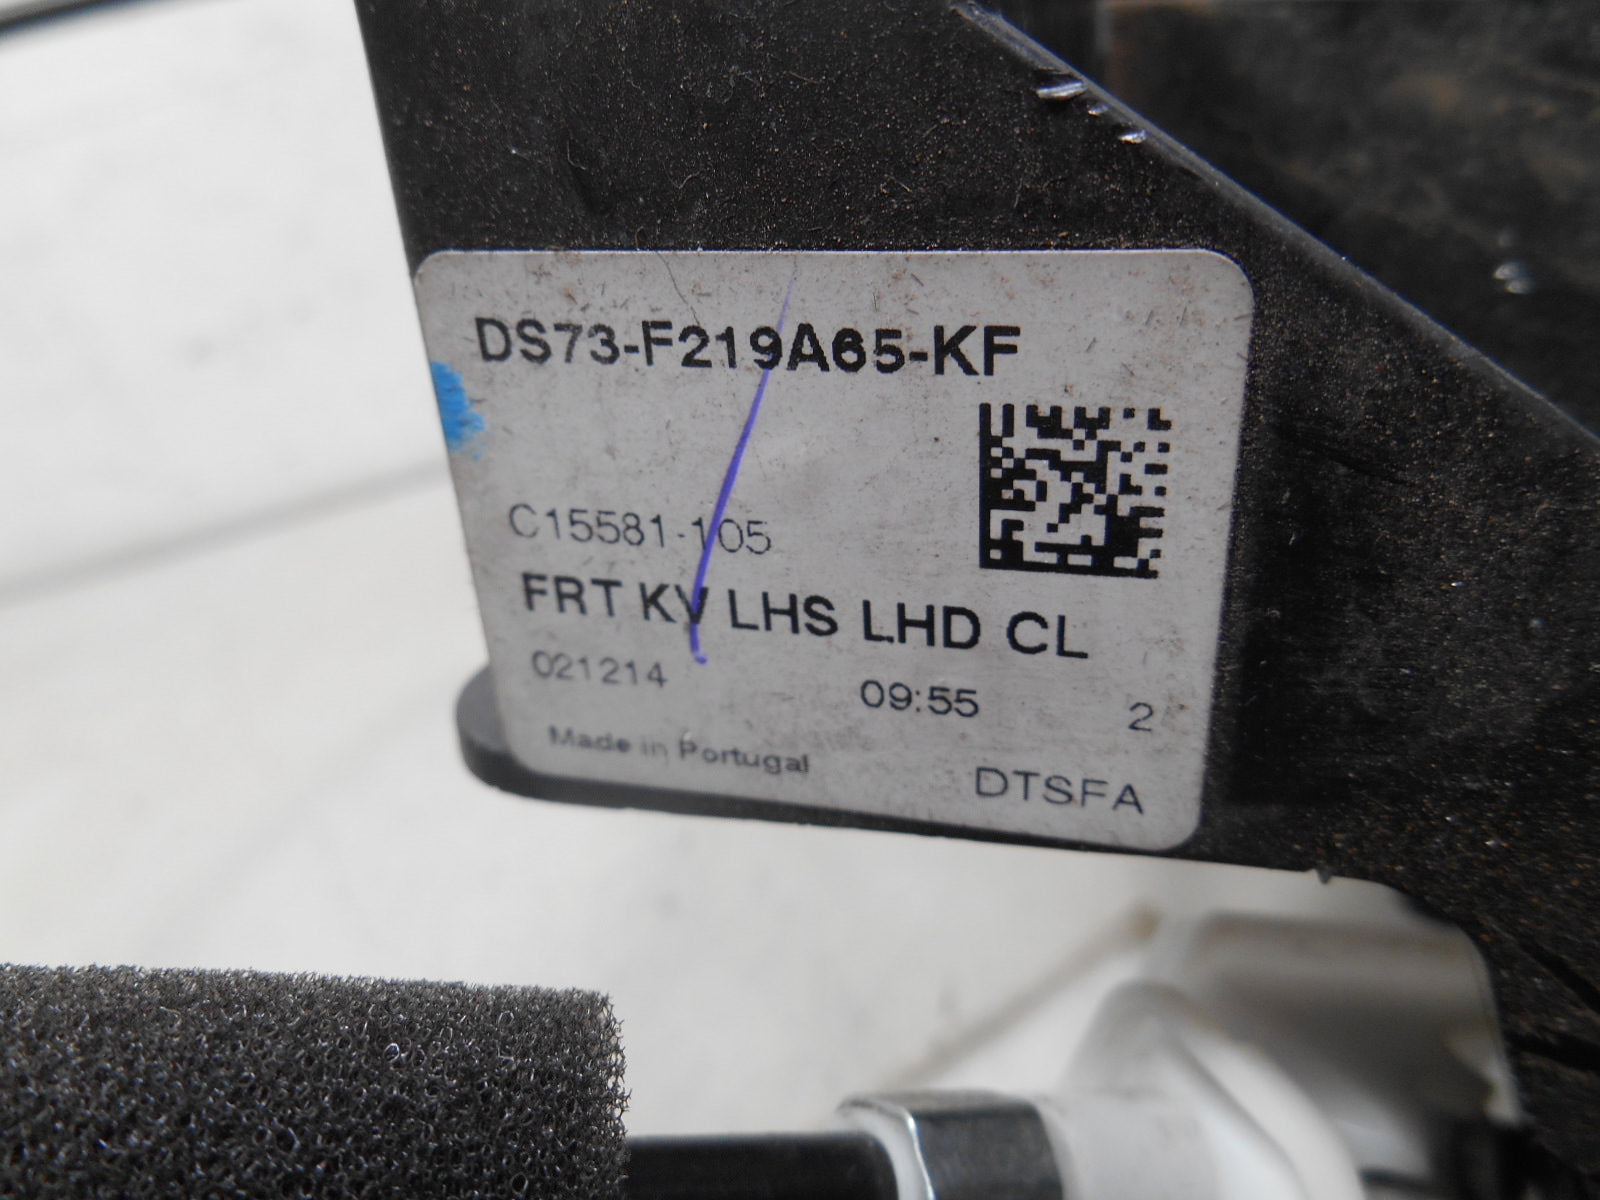 DS73-F219A65-KF
C15581-105
FRT KV LHS LHD CL
021214 09:55 2
Made in Portugal
DTSFA